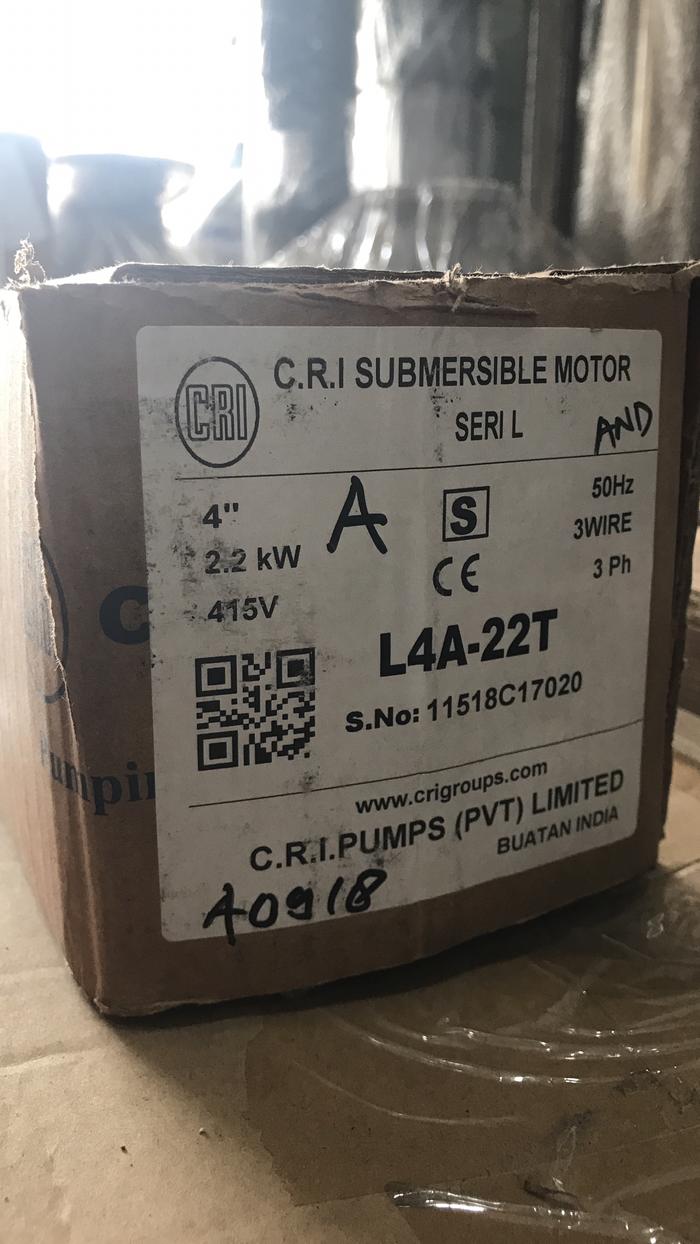 C.R.I SUBMERSIBLE MOTOR
CRI
SERI L
AND
4" A S 50Hz
2.2 kW CE 3WIRE
415V 3 Ph
L4A-22T
S.No: 11518C17020
www.crigroups.com
C.R.I.PUMPS (PVT) LIMITED
BUATAN INDIA
A0918
C
Pumpin